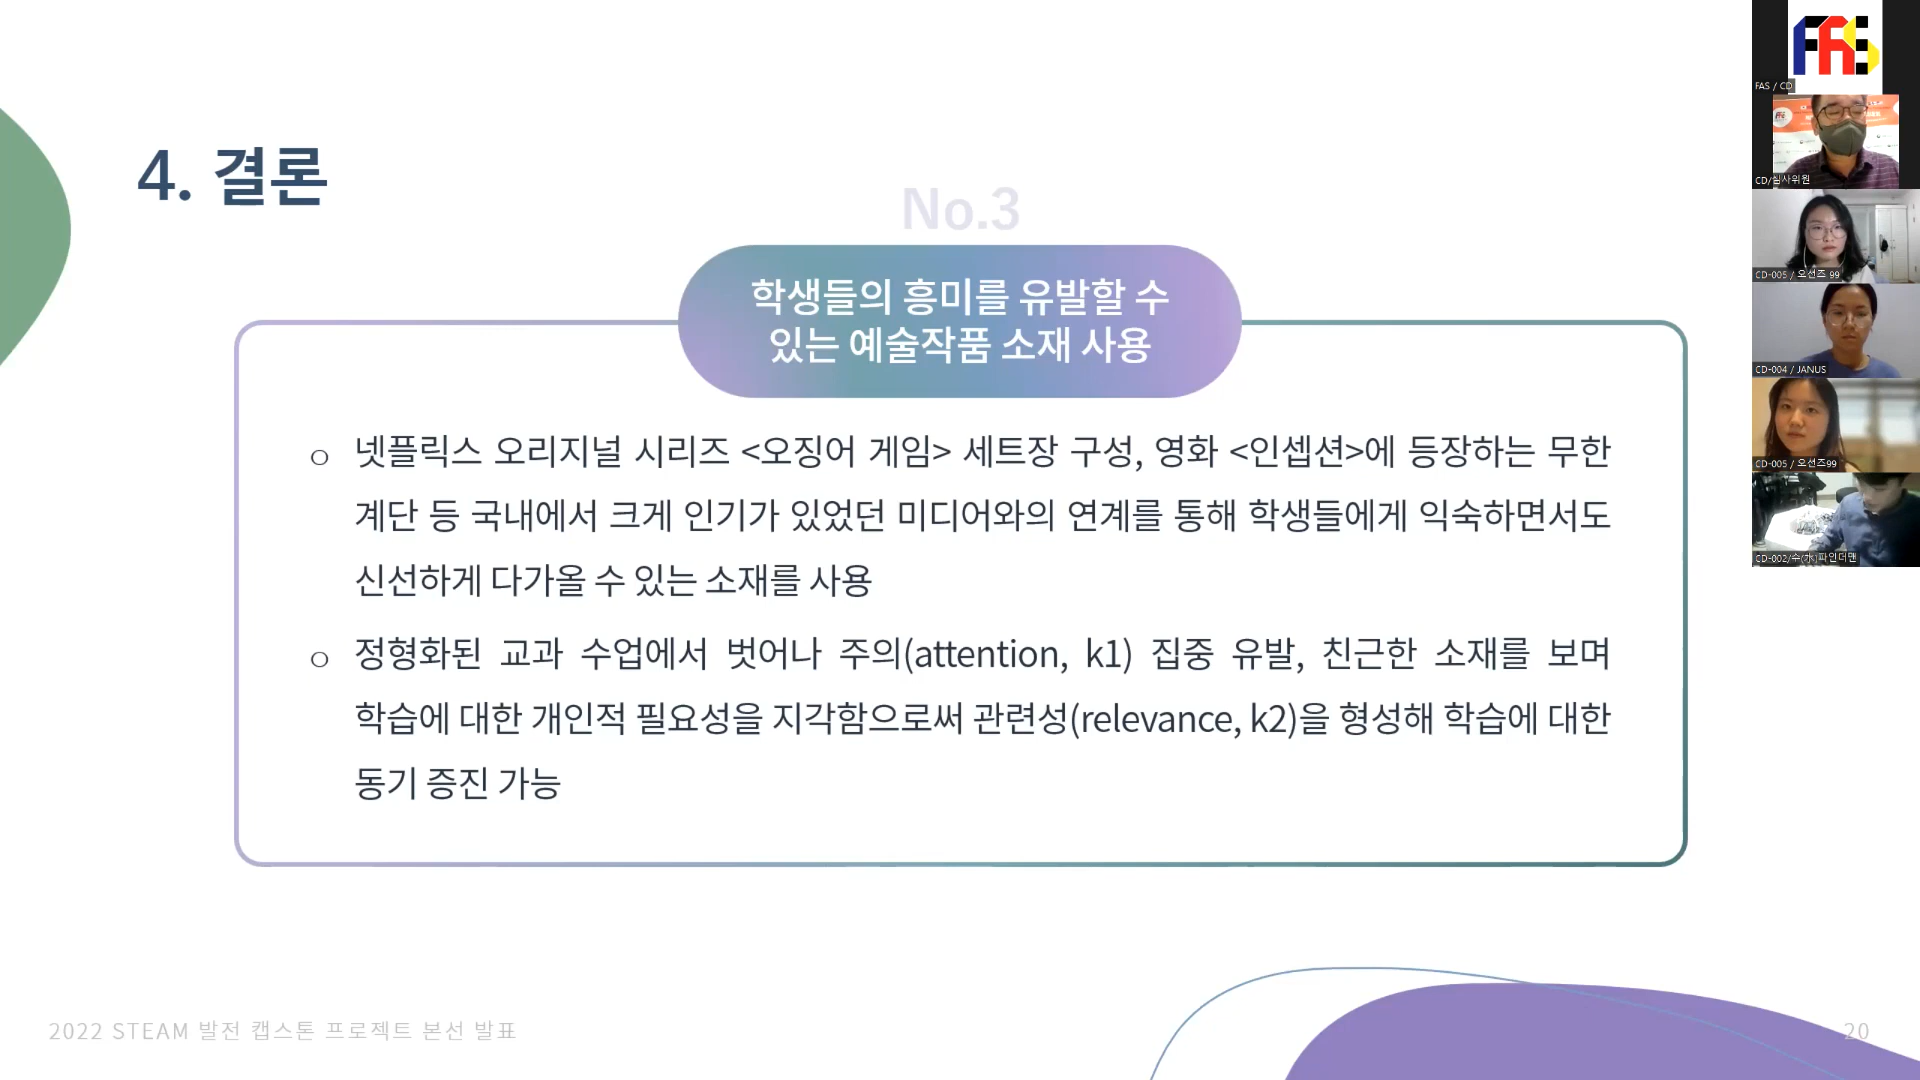 4. 결론
No.3
학생들의 흥미를 유발할 수
있는 예술작품 소재 사용
넷플릭스 오리지널 시리즈 <오징어 게임> 세트장 구성, 영화 <인셉션>에 등장하는 무한
계단 등 국내에서 크게 인기가 있었던 미디어와의 연계를 통해 학생들에게 익숙하면서도
신선하게 다가올 수 있는 소재를 사용
정형화된 교과 수업에서 벗어나 주의(attention, k1) 집중 유발, 친근한 소재를 보며
학습에 대한 개인적 필요성을 지각함으로써 관련성(relevance, k2)을 형성해 학습에 대한
동기 증진 가능
2022 STEAM 발전 캡스톤 프로젝트 본선 발표
20
FAS
FAS / CD
CD/심사위원
CD-005 / 오선즈 99
CD-004 / JANUS
CD-005 / 오선즈99
CD-002/수(水)파인더맨